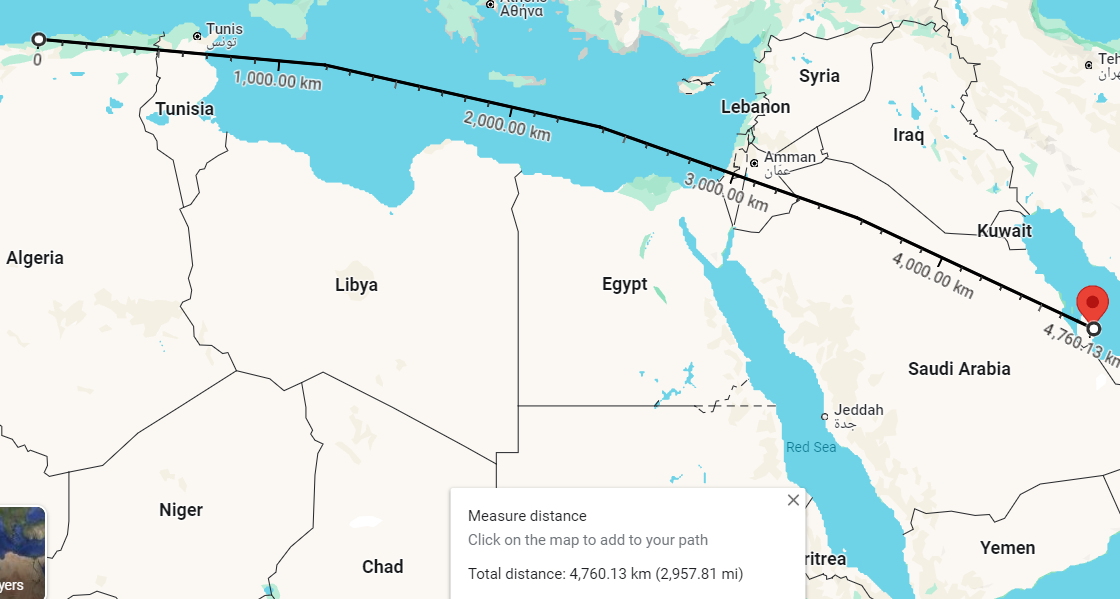 Αθήνα
Tunis
تونس
0
1,000.00 km
Tunisia
2,000.00 km
Syria
Lebanon
Iraq
Amman
عمّان
3,000.00 km
Kuwait
4,000.00 km
4,760.13 km
Algeria
Libya
Egypt
Saudi Arabia
Jeddah
جدة
Red Sea
Niger
Chad
Yemen
ritrea
yers
Measure distance
Click on the map to add to your path
Total distance: 4,760.13 km (2,957.81 mi)